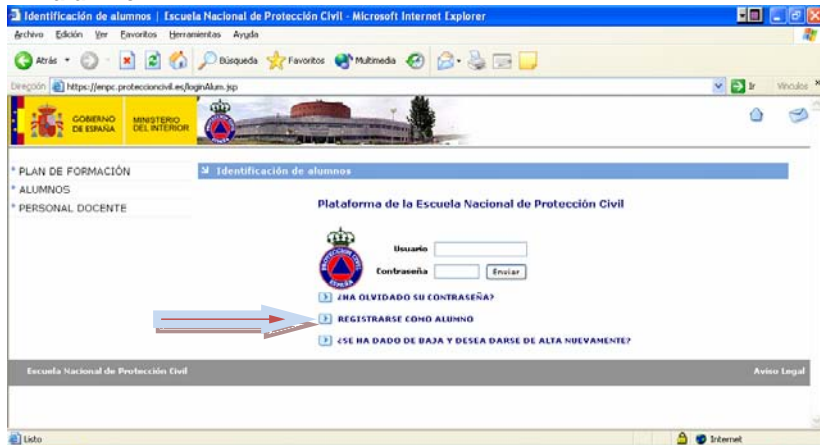 Identificación de alumnos | Escuela Nacional de Protección Civil - Microsoft Internet Explorer
Archivo Edición Ver Favoritos Herramientas Ayuda
Atrás Búsqueda Favoritos Multimedia
Dirección https://enpc.proteccioncivil.es/loginAlum.jsp Ir Vínculos »
GOBIERNO DE ESPAÑA
MINISTERIO DEL INTERIOR
* PLAN DE FORMACIÓN
* ALUMNOS
* PERSONAL DOCENTE
Identificación de alumnos
Plataforma de la Escuela Nacional de Protección Civil
PROTECCION CIVIL ESPAÑA
Usuario
Contraseña Enviar
¿HA OLVIDADO SU CONTRASEÑA?
REGISTRARSE COMO ALUMNO
¿SE HA DADO DE BAJA Y DESEA DARSE DE ALTA NUEVAMENTE?
Escuela Nacional de Protección Civil Aviso Legal
Listo Internet